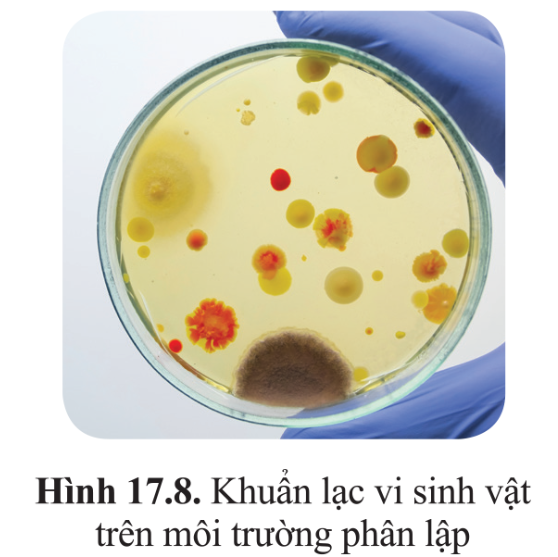 Hình 17.8. Khuẩn lạc vi sinh vật
trên môi trường phân lập